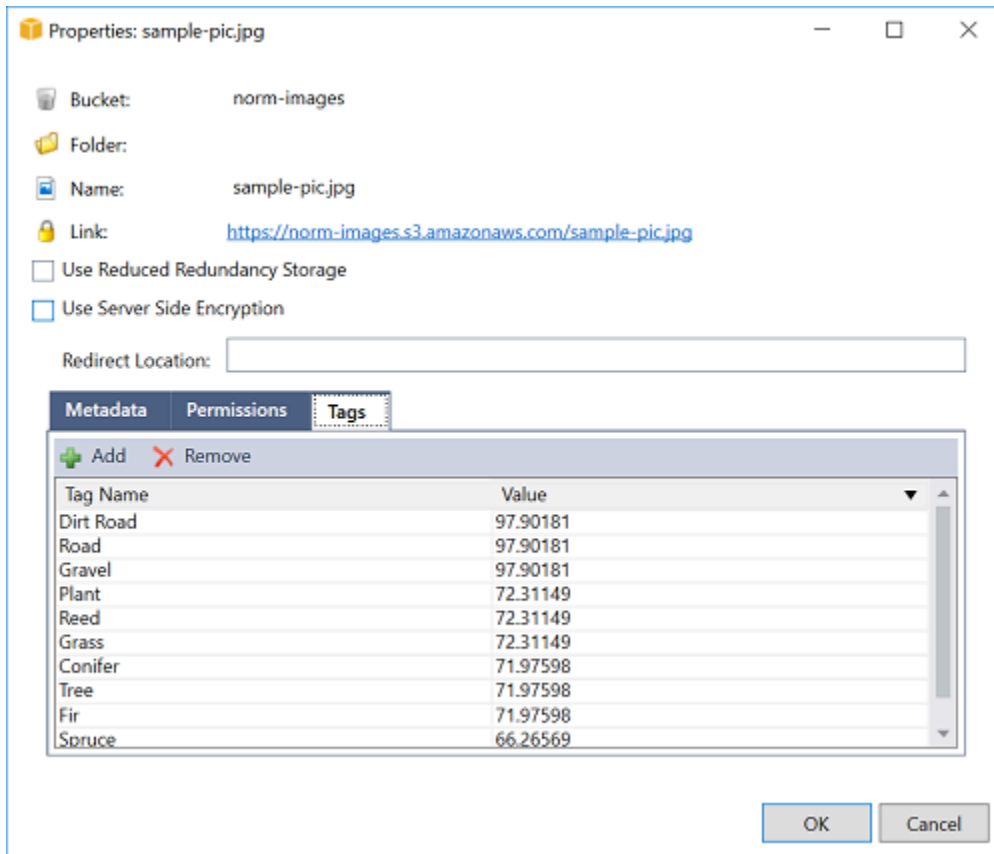 Properties: sample-pic.jpg
Bucket: norm-images
Folder:
Name: sample-pic.jpg
Link: https://norm-images.s3.amazonaws.com/sample-pic.jpg
Use Reduced Redundancy Storage
Use Server Side Encryption
Redirect Location:
Metadata Permissions Tags
Add Remove
Tag Name Value
Dirt Road 97.90181
Road 97.90181
Gravel 97.90181
Plant 72.31149
Reed 72.31149
Grass 72.31149
Conifer 71.97598
Tree 71.97598
Fir 71.97598
Spruce 66.26569
OK Cancel